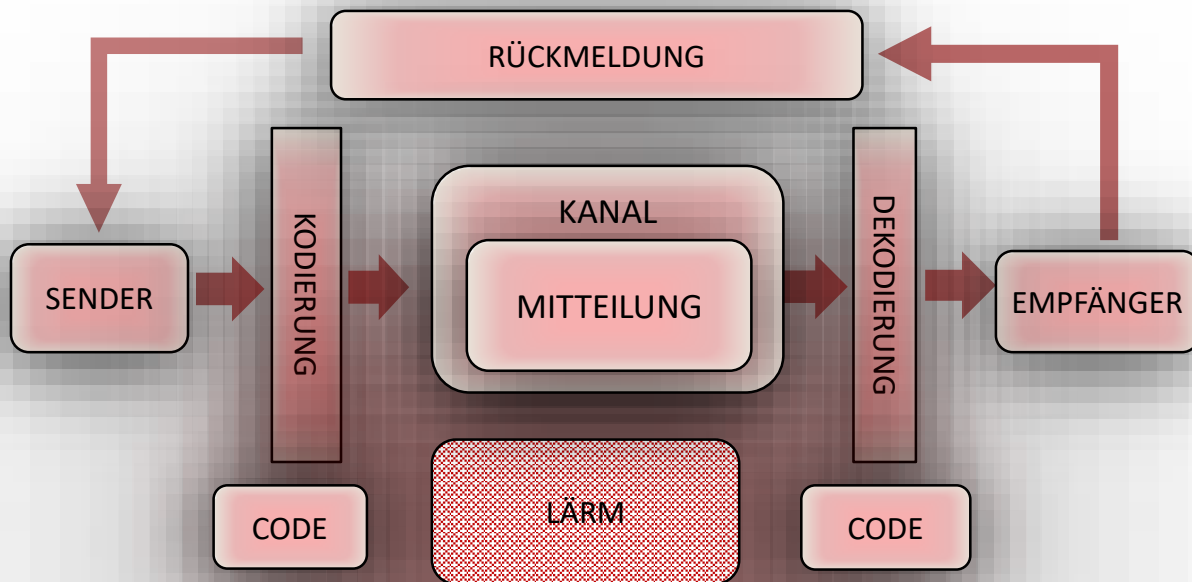 RÜCKMELDUNG
KODIERUNG
KANAL
DEKODIERUNG
SENDER
MITTEILUNG
EMPFÄNGER
LÄRM
CODE
CODE